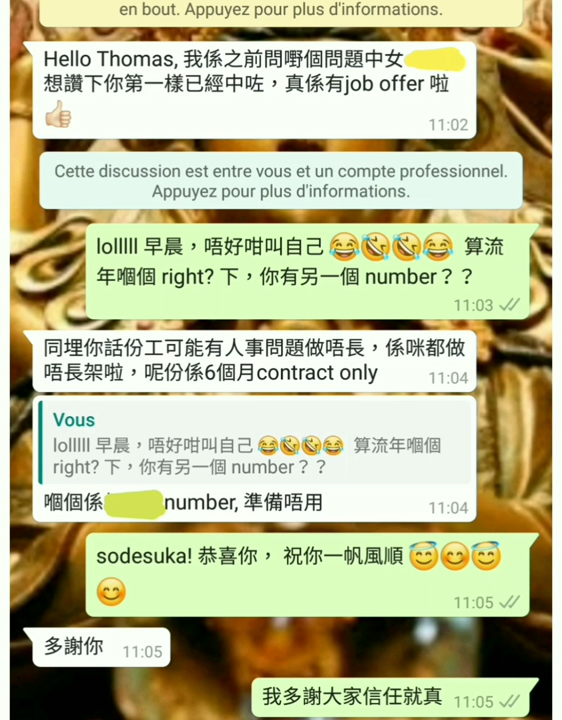 en bout. Appuyez pour plus d'informations.
Hello Thomas, 我係之前問嘢個問題中女
想讚下你第一樣已經中咗，真係有job offer 啦
👍🏻
11:02
Cette discussion est entre vous et un compte professionnel.
Appuyez pour plus d'informations.
lolllll 早晨，唔好咁叫自己 😂🤣🤣😂 算流
年嗰個 right? 下，你有另一個 number？？
11:03
同埋你話份工可能有人事問題做唔長，係咪都做
唔長架啦，呢份係6個月contract only
11:04
Vous
lolllll 早晨，唔好咁叫自己 😂🤣🤣😂 算流年嗰個
right? 下，你有另一個 number？？
嗰個係 number, 準備唔用
11:04
sodesuka! 恭喜你， 祝你一帆風順 😇😊😇
😊
11:05
多謝你 11:05
我多謝大家信任就真 11:05